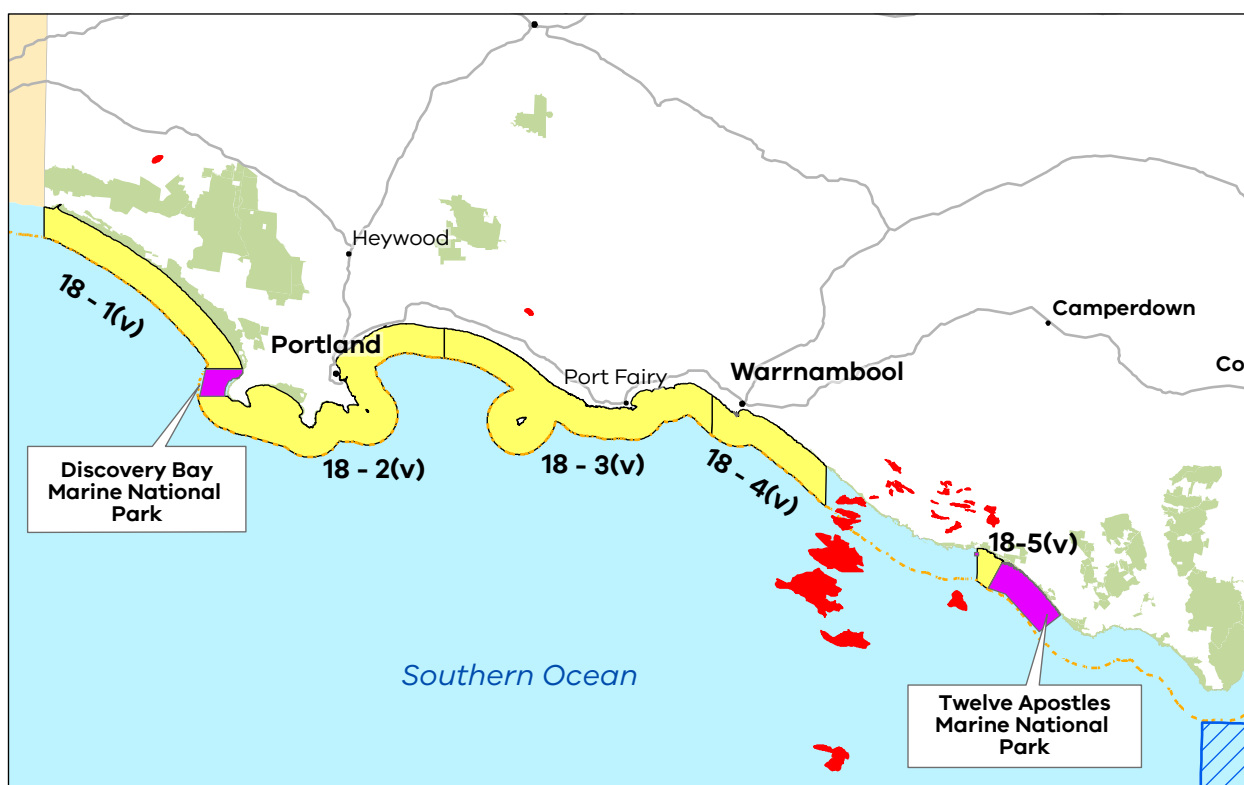 Heywood
18 - 1(v)
Camperdown
Portland
Co
Port Fairy
Warrnambool
Discovery Bay
Marine National
Park
18 - 2(v)
18 - 3(v)
18 - 4(v)
18-5(v)
Southern Ocean
Twelve Apostles
Marine National
Park